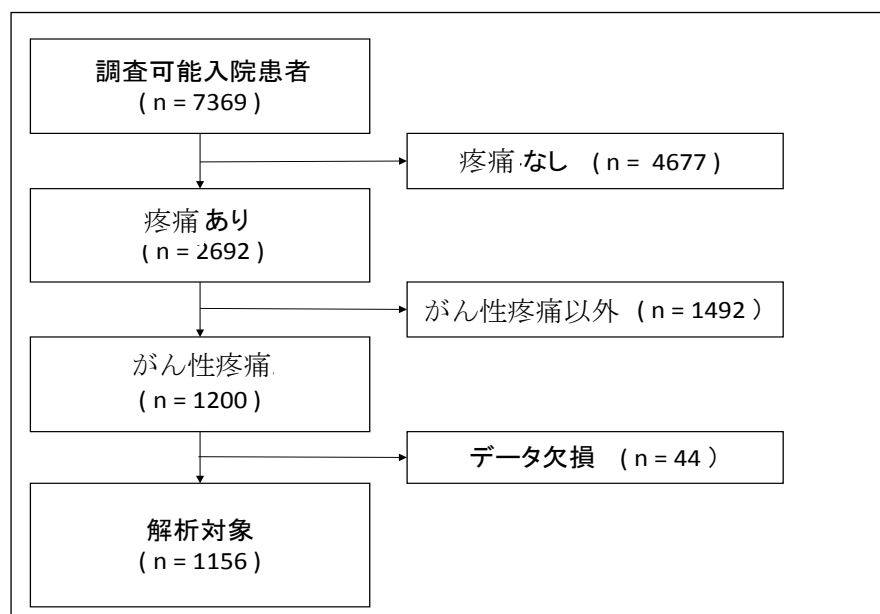 調査可能入院患者
( n = 7369 )
疼痛 なし ( n = 4677 )
疼痛 あり
( n = 2692 )
がん性疼痛以外 ( n = 1492 )
がん性疼痛
( n = 1200 )
データ欠損 ( n = 44 )
解析対象
( n = 1156 )